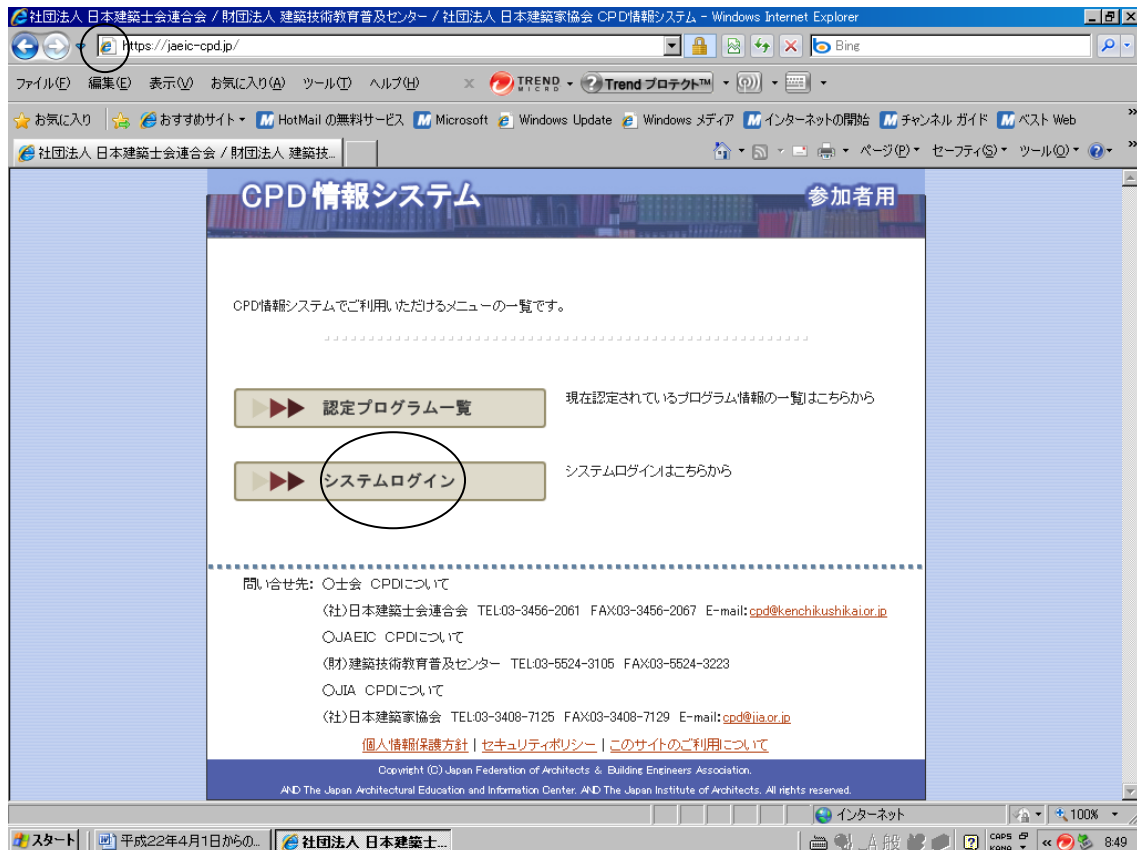 社団法人 日本建築士会連合会 / 財団法人 建築技術教育普及センター / 社団法人 日本建築家協会 CPD情報システム - Windows Internet Explorer
https://jaeic-cpd.jp/
Bing
ファイル(F) 編集(E) 表示(V) お気に入り(A) ツール(T) ヘルプ(H) x TREND MICRO Trend プロテクト™
お気に入り おすすめサイト HotMail の無料サービス Microsoft Windows Update Windows メディア インターネットの開始 チャンネル ガイド ベスト Web »
社団法人 日本建築士会連合会 / 財団法人 建築技... ページ(P) セーフティ(S) ツール(O) »
CPD情報システム 参加者用
CPD情報システムでご利用いただけるメニューの一覧です。
認定プログラム一覧 現在認定されているプログラム情報の一覧はこちらから
システムログイン システムログインはこちらから
問い合せ先: ○士会 CPDについて
(社)日本建築士会連合会 TEL:03-3456-2061 FAX:03-3456-2067 E-mail:cpd@kenchikushikai.or.jp
○JAEIC CPDについて
(財)建築技術教育普及センター TEL:03-5524-3105 FAX:03-5524-3223
○JIA CPDについて
(社)日本建築家協会 TEL:03-3408-7125 FAX:03-3408-7129 E-mail:cpd@jia.or.jp
個人情報保護方針 | セキュリティポリシー | このサイトのご利用について
Copyright (C) Japan Federation of Architects & Building Engineers Association.
AND The Japan Architectural Education and Information Center. AND The Japan Institute of Architects. All rights reserved.
インターネット 100%
スタート 平成22年4月1日からの... 社団法人 日本建築士... A 般 CAPS KANA « 8:49